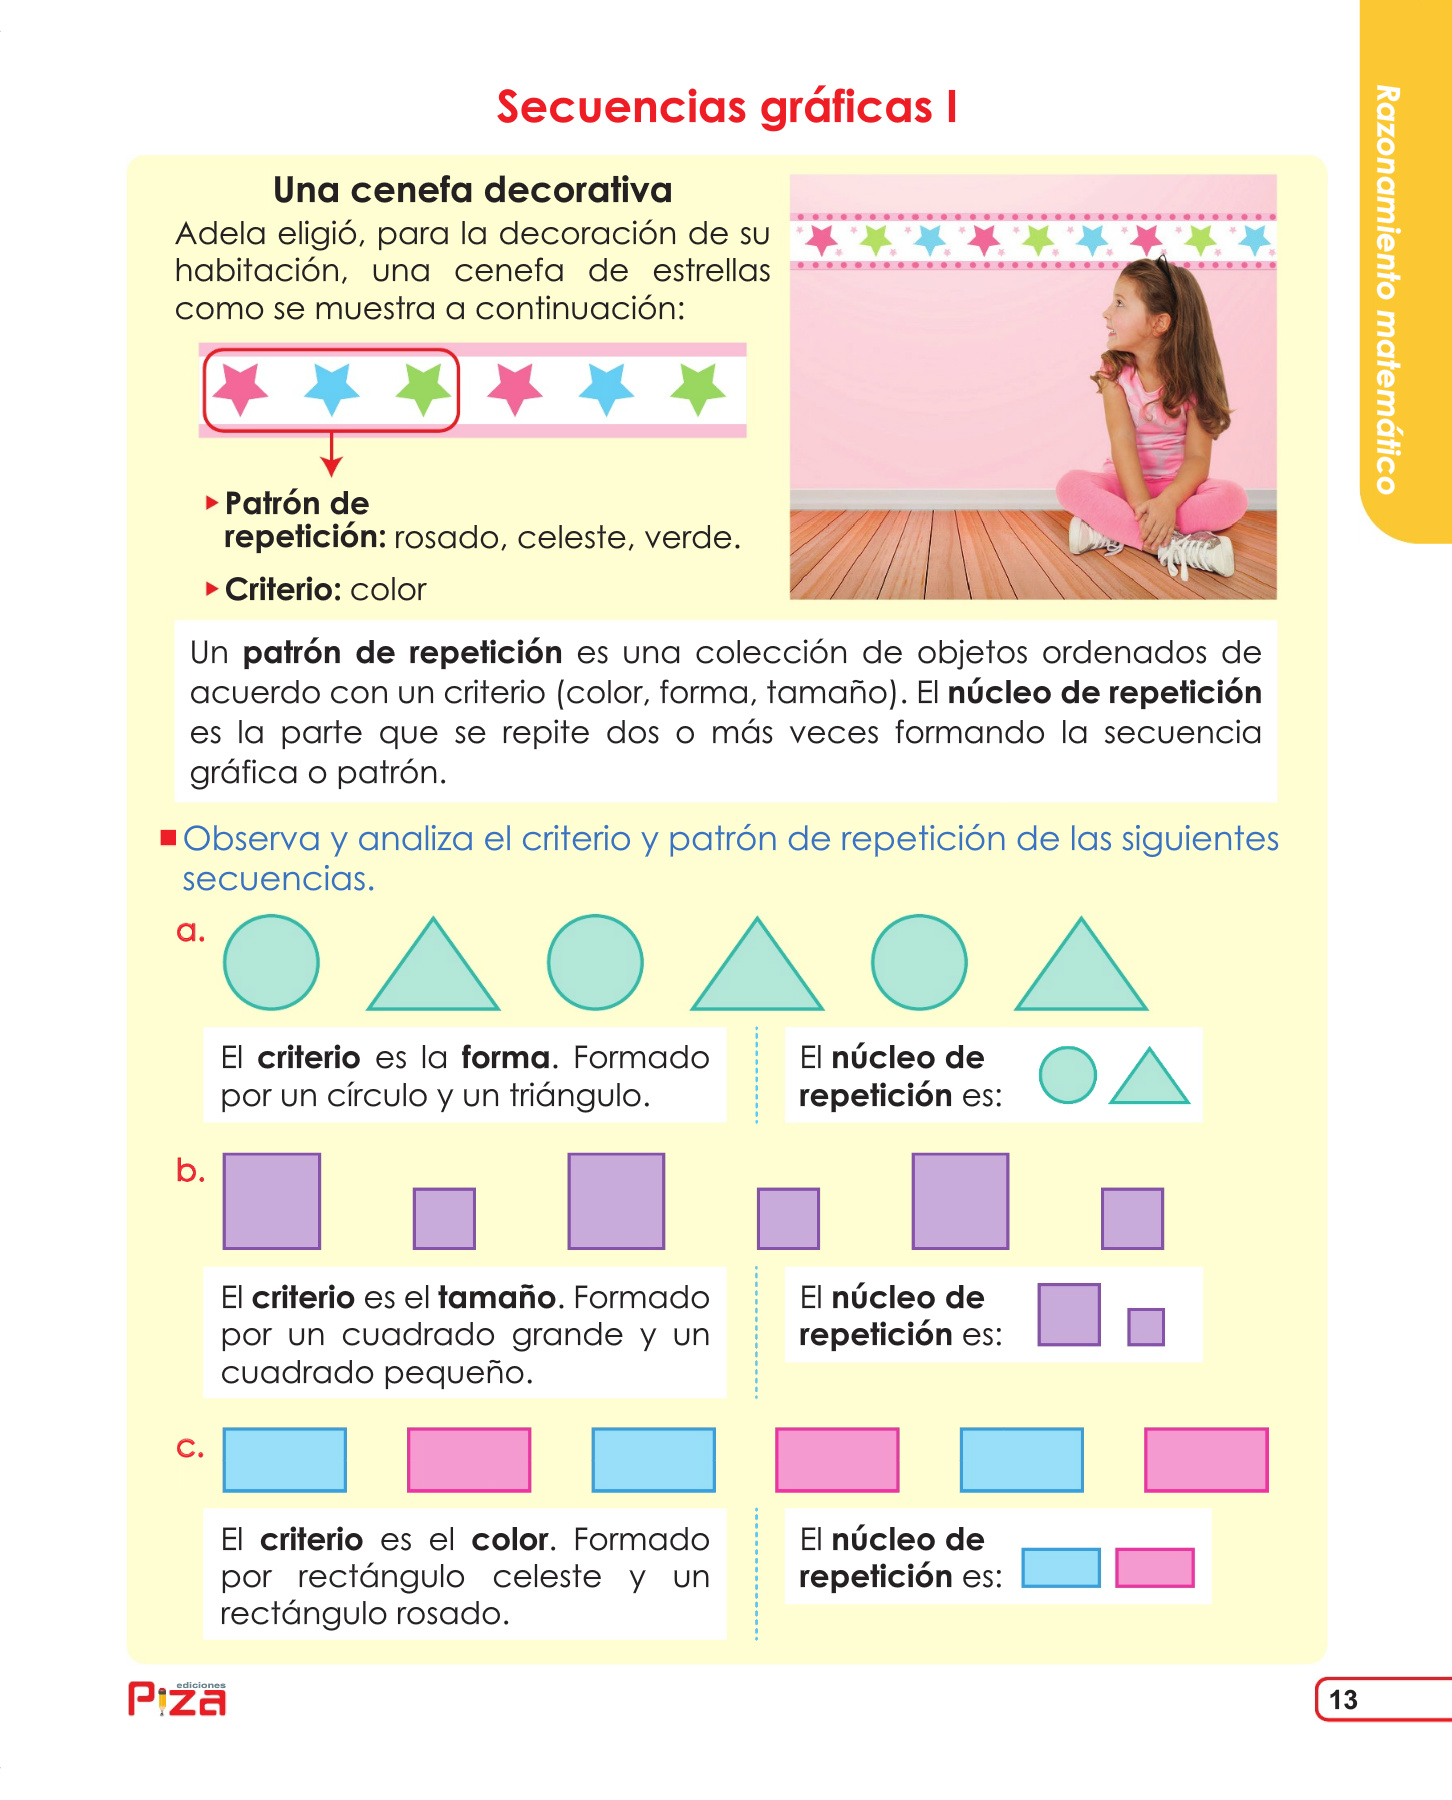 Secuencias gráficas I
Razonamiento matemático
Una cenefa decorativa
Adela eligió, para la decoración de su
habitación, una cenefa de estrellas
como se muestra a continuación:
Patrón de
repetición: rosado, celeste, verde.
Criterio: color
Un patrón de repetición es una colección de objetos ordenados de
acuerdo con un criterio (color, forma, tamaño). El núcleo de repetición
es la parte que se repite dos o más veces formando la secuencia
gráfica o patrón.
Observa y analiza el criterio y patrón de repetición de las siguientes
secuencias.
a.
El criterio es la forma. Formado
por un círculo y un triángulo.
El núcleo de
repetición es:
b.
El criterio es el tamaño. Formado
por un cuadrado grande y un
cuadrado pequeño.
El núcleo de
repetición es:
c.
El criterio es el color. Formado
por rectángulo celeste y un
rectángulo rosado.
El núcleo de
repetición es:
ediciones
Piza
13